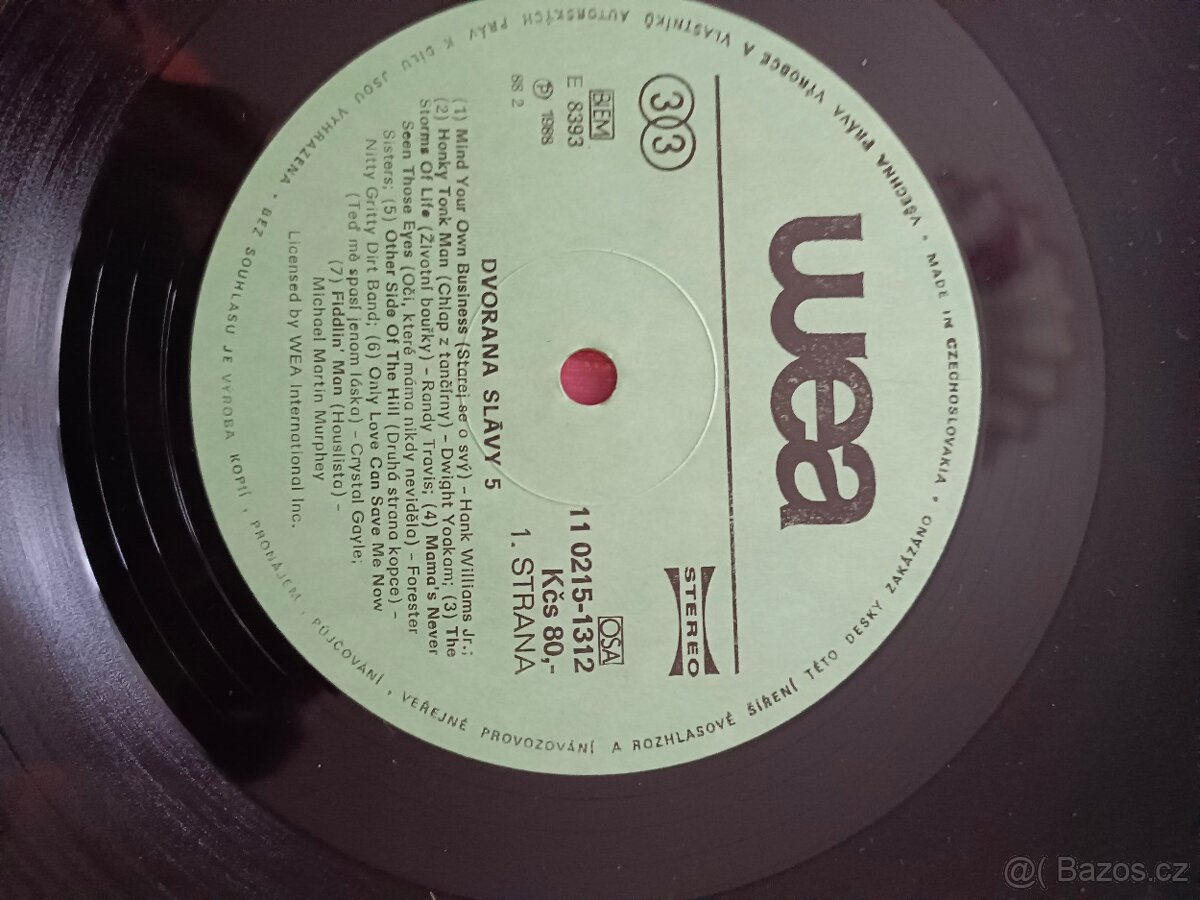 wea
303
STEREO
BIEM
E 8393
Ⓟ 1988
88 2
OSA
11 0215-1312
Kčs 80,-
1. STRANA
DVORANA SLÁVY 5
(1) Mind Your Own Business (Starej se o svý) – Hank Williams Jr.;
(2) Honky Tonk Man (Chlap z tančírny) – Dwight Yoakam; (3) The
Storms Of Life (Životní bouřky) – Randy Travis; (4) Mama's Never
Seen Those Eyes (Oči, které máma nikdy neviděla) – Forester
Sisters; (5) Other Side Of The Hill (Druhá strana kopce) –
Nitty Gritty Dirt Band; (6) Only Love Can Save Me Now
(Teď mě spasí jenom láska) – Crystal Gayle;
(7) Fiddlin' Man (Houslista) –
Michael Martin Murphey
Licensed by WEA International Inc.
MADE IN CZECHOSLOVAKIA • VŠECHNA PRÁVA VÝROBCE A VLASTNÍKŮ AUTORSKÝCH PRÁV K DÍLU JSOU VYHRAZENA • BEZ SOUHLASU JE VÝROBA KOPIÍ, PRONÁJEM, PŮJČOVÁNÍ, VEŘEJNÉ PROVOZOVÁNÍ A ROZHLASOVÉ ŠÍŘENÍ TÉTO DESKY ZAKÁZÁNO •
@( Bazos.cz